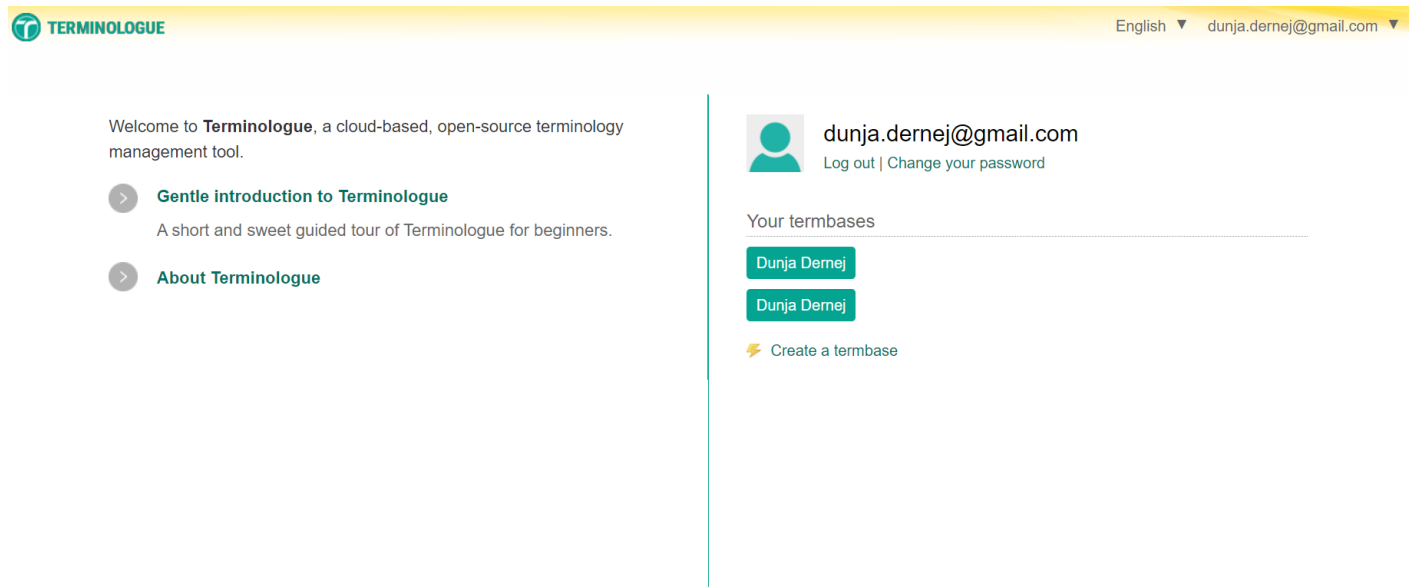 TERMINOLOGUE
English ▼ dunja.dernej@gmail.com ▼
Welcome to Terminologue, a cloud-based, open-source terminology
management tool.
Gentle introduction to Terminologue
A short and sweet guided tour of Terminologue for beginners.
About Terminologue
dunja.dernej@gmail.com
Log out | Change your password
Your termbases
Dunja Dernej
Dunja Dernej
Create a termbase